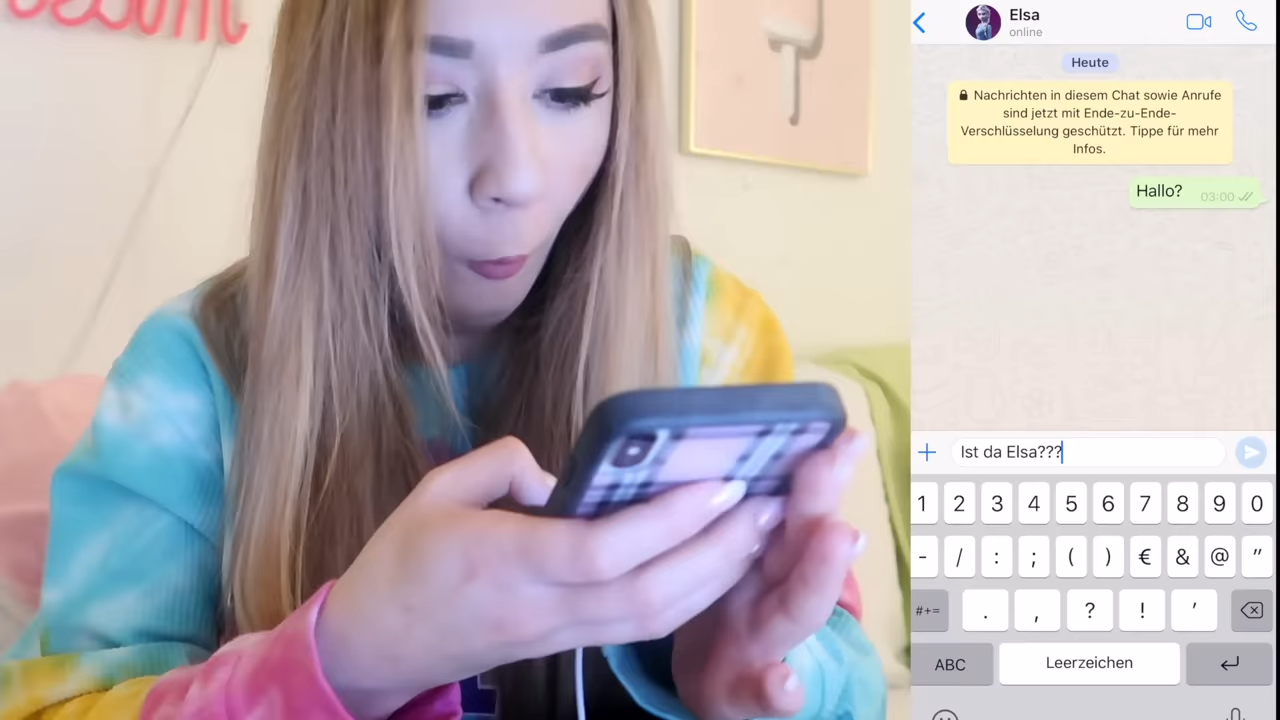 Elsa
online
Heute
Nachrichten in diesem Chat sowie Anrufe
sind jetzt mit Ende-zu-Ende-
Verschlüsselung geschützt. Tippe für mehr
Infos.
Hallo? 03:00
Ist da Elsa???
1 2 3 4 5 6 7 8 9 0
- / : ; ( ) € & @ "
#+= . , ? ! '
ABC Leerzeichen